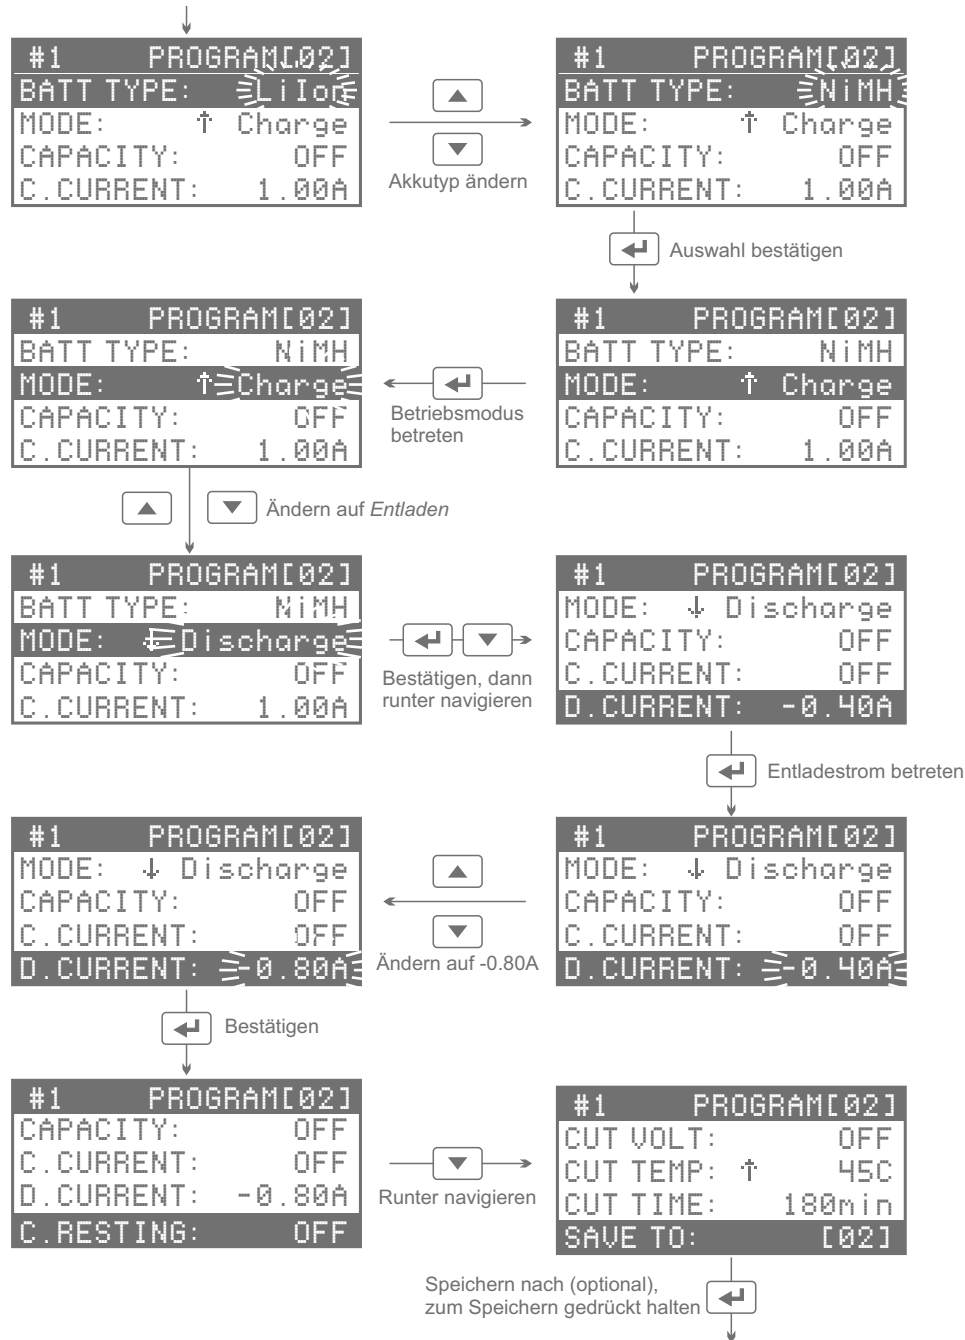 #1 PROGRAM[02]
BATT TYPE: LiIon
MODE: ↑ Charge
CAPACITY: OFF
C.CURRENT: 1.00A
Akkutyp ändern
#1 PROGRAM[02]
BATT TYPE: NiMH
MODE: ↑ Charge
CAPACITY: OFF
C.CURRENT: 1.00A
Auswahl bestätigen
#1 PROGRAM[02]
BATT TYPE: NiMH
MODE: ↑ Charge
CAPACITY: OFF
C.CURRENT: 1.00A
Betriebsmodus
betreten
#1 PROGRAM[02]
BATT TYPE: NiMH
MODE: ↑ Charge
CAPACITY: OFF
C.CURRENT: 1.00A
Ändern auf Entladen
#1 PROGRAM[02]
BATT TYPE: NiMH
MODE: ↓ Discharge
CAPACITY: OFF
C.CURRENT: 1.00A
Bestätigen, dann
runter navigieren
#1 PROGRAM[02]
MODE: ↓ Discharge
CAPACITY: OFF
C.CURRENT: OFF
D.CURRENT: -0.40A
Entladestrom betreten
#1 PROGRAM[02]
MODE: ↓ Discharge
CAPACITY: OFF
C.CURRENT: OFF
D.CURRENT: -0.40A
Ändern auf -0.80A
#1 PROGRAM[02]
MODE: ↓ Discharge
CAPACITY: OFF
C.CURRENT: OFF
D.CURRENT: -0.80A
Bestätigen
#1 PROGRAM[02]
CAPACITY: OFF
C.CURRENT: OFF
D.CURRENT: -0.80A
C.RESTING: OFF
Runter navigieren
#1 PROGRAM[02]
CUT VOLT: OFF
CUT TEMP: ↑ 45C
CUT TIME: 180min
SAVE TO: [02]
Speichern nach (optional),
zum Speichern gedrückt halten